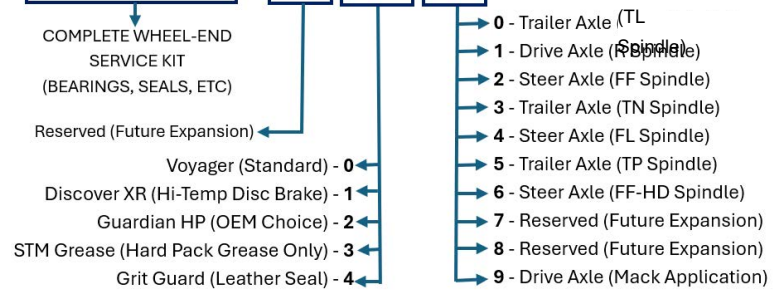 COMPLETE WHEEL-END
SERVICE KIT
(BEARINGS, SEALS, ETC)
Reserved (Future Expansion)
Voyager (Standard) - 0
Discover XR (Hi-Temp Disc Brake) - 1
Guardian HP (OEM Choice) - 2
STM Grease (Hard Pack Grease Only) - 3
Grit Guard (Leather Seal) - 4
0 - Trailer Axle (TL
Spindle)
1 - Drive Axle (R Spindle)
2 - Steer Axle (FF Spindle)
3 - Trailer Axle (TN Spindle)
4 - Steer Axle (FL Spindle)
5 - Trailer Axle (TP Spindle)
6 - Steer Axle (FF-HD Spindle)
7 - Reserved (Future Expansion)
8 - Reserved (Future Expansion)
9 - Drive Axle (Mack Application)